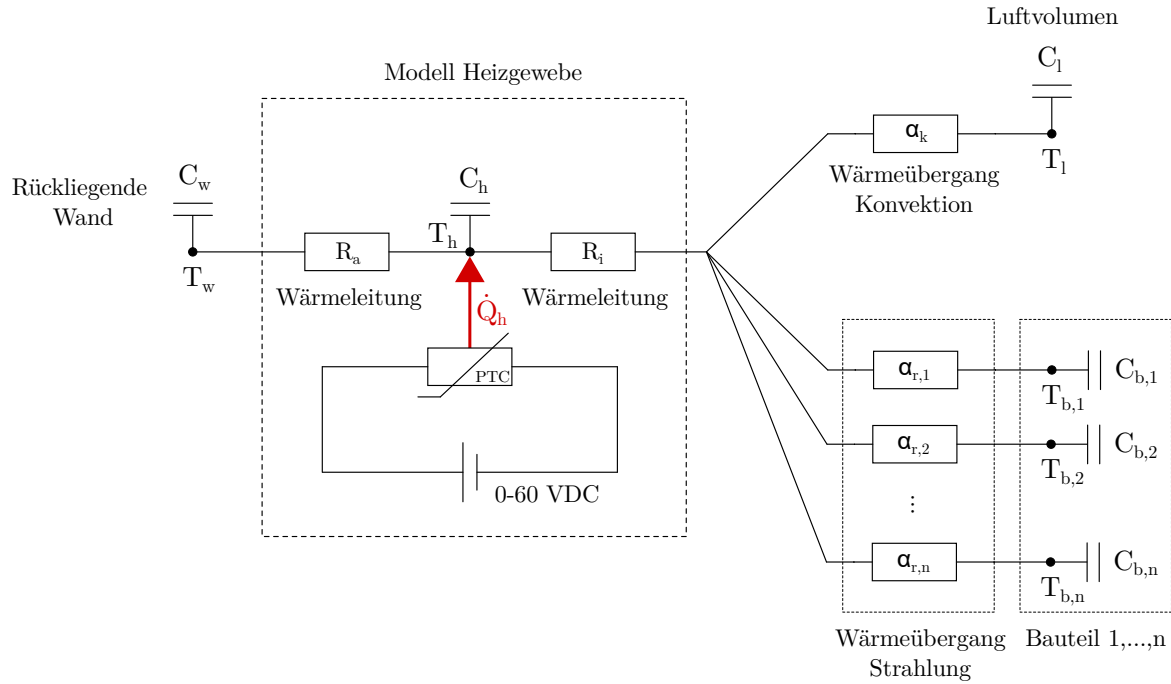 Luftvolumen
C_l
Modell Heizgewebe
α_k
T_l
Wärmeübergang
Konvektion
Rückliegende
Wand
C_w
C_h
T_h
R_a
R_i
T_w
Wärmeleitung
Wärmeleitung
Q̇_h
PTC
0-60 VDC
α_r,1
T_b,1
C_b,1
α_r,2
T_b,2
C_b,2
⋮
α_r,n
T_b,n
C_b,n
Wärmeübergang
Strahlung
Bauteil 1,...,n